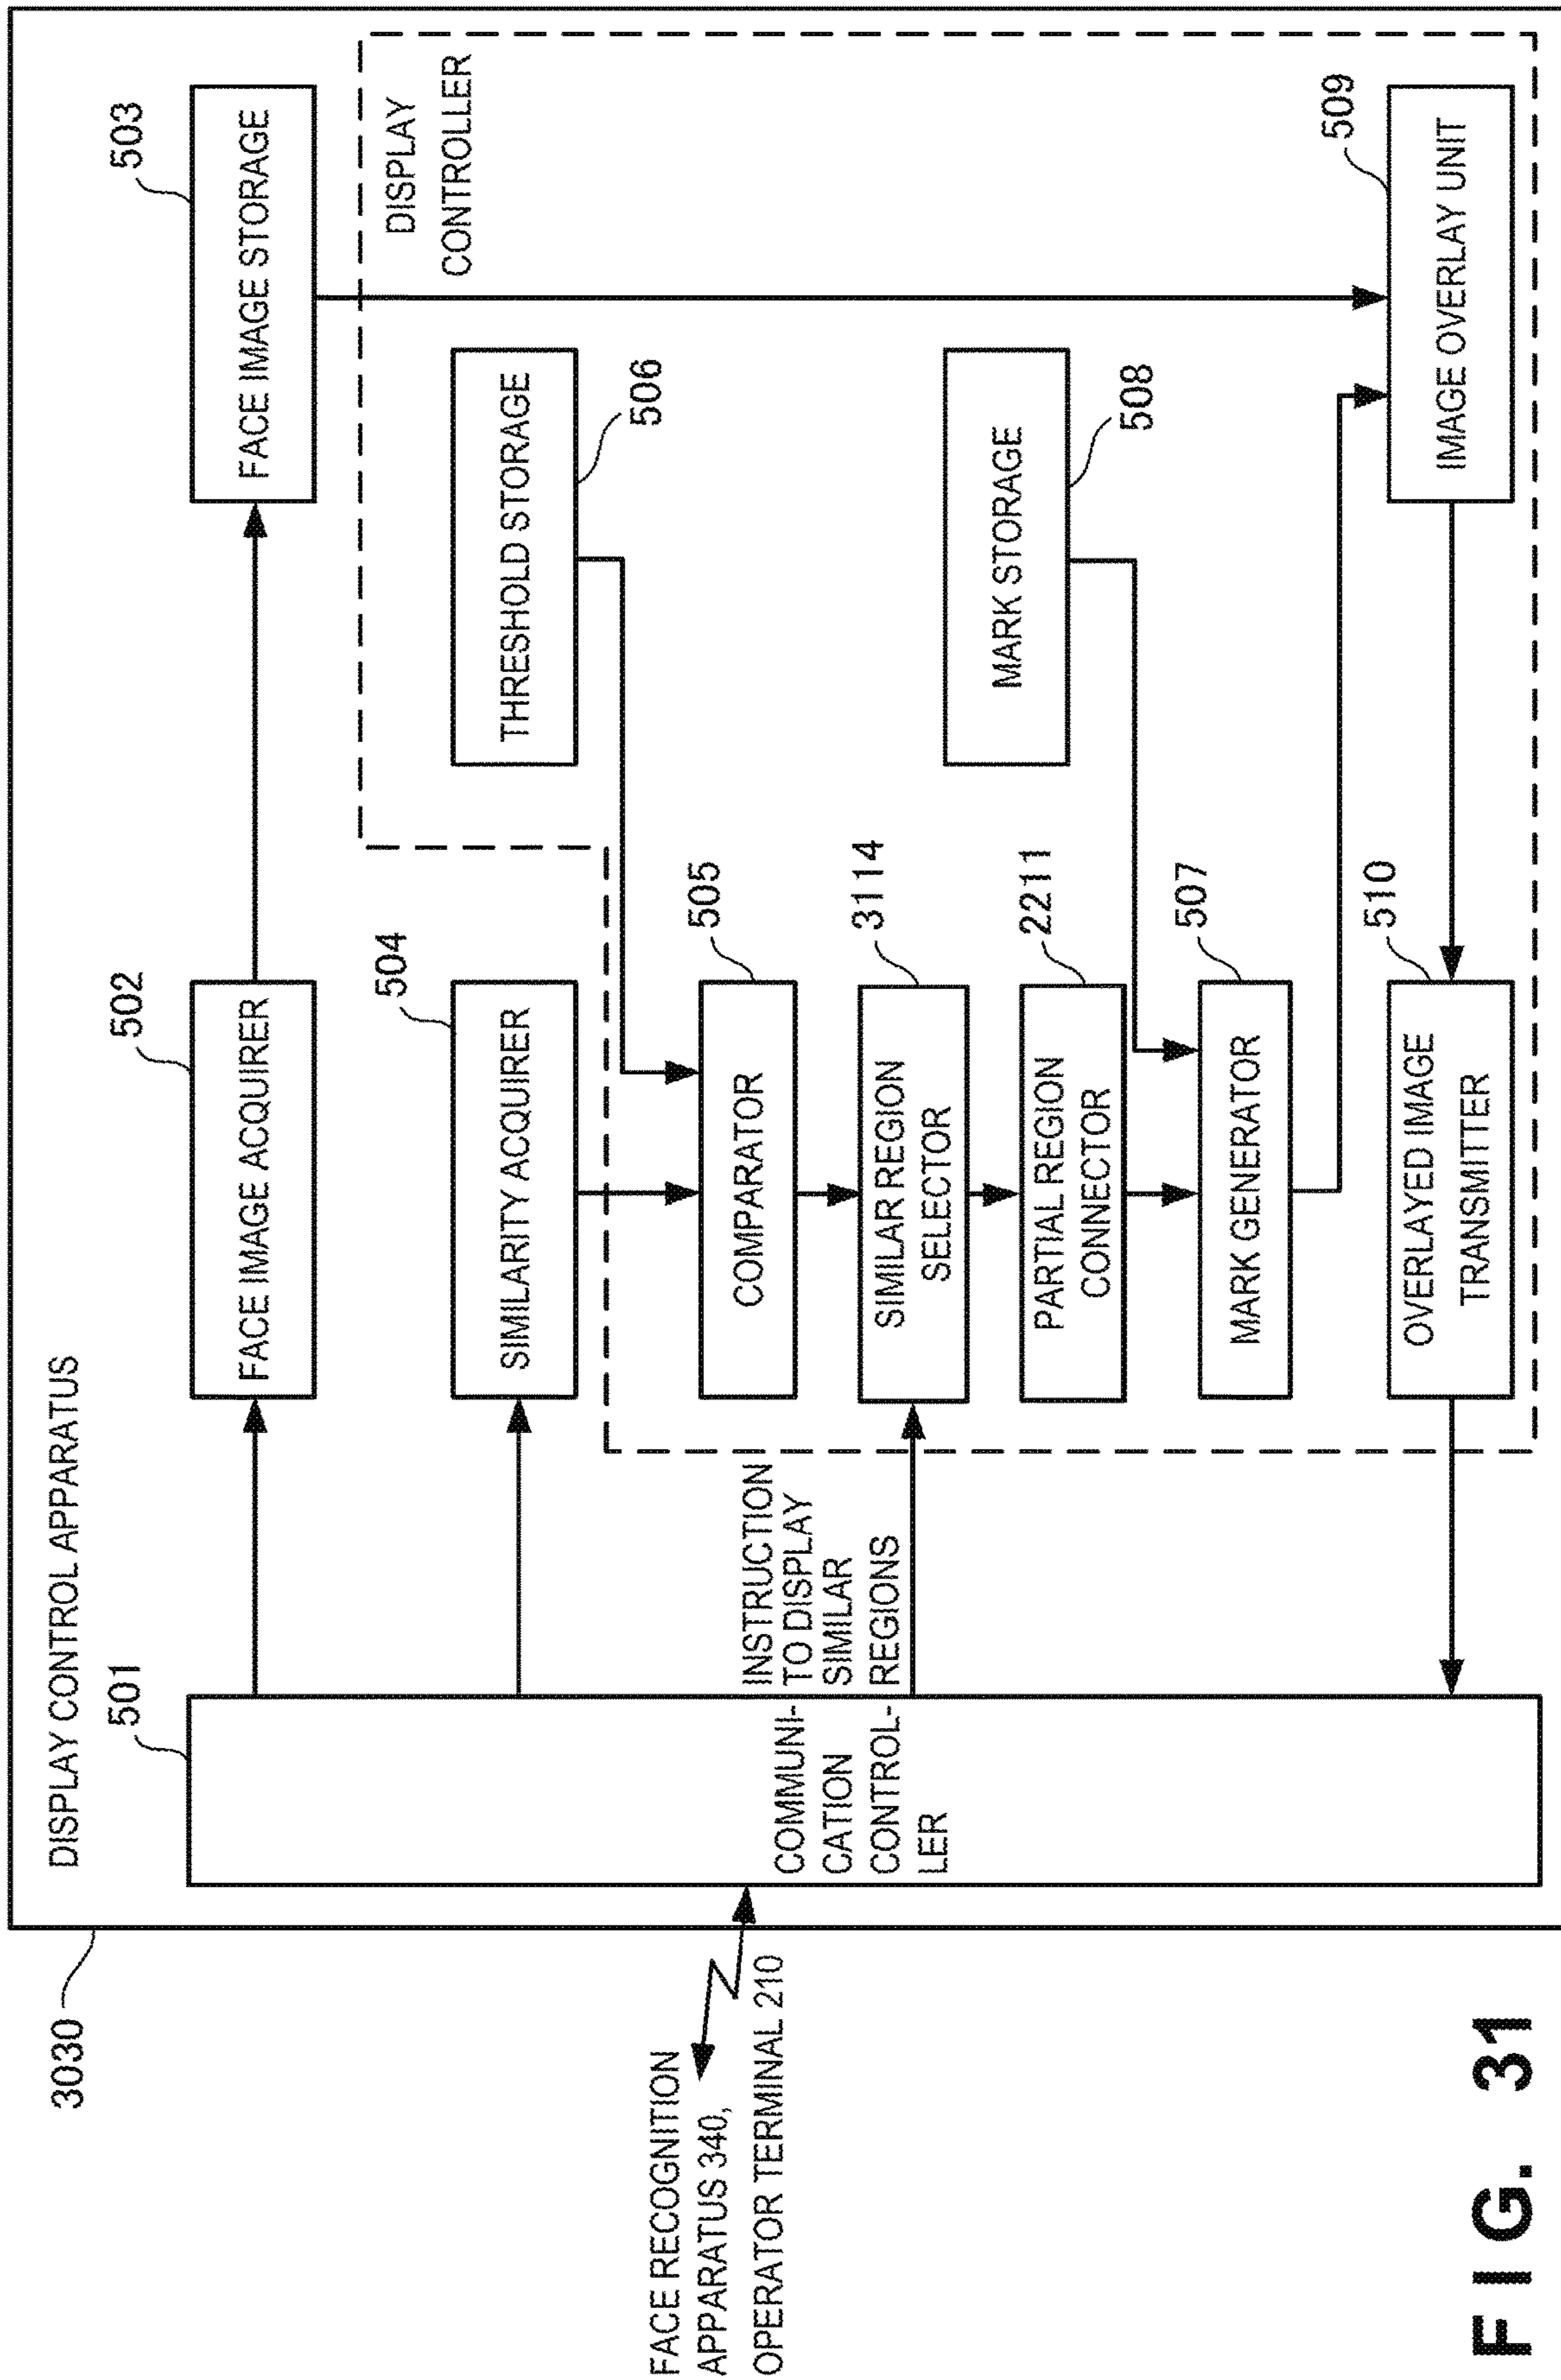 3030
DISPLAY CONTROL APPARATUS
501
502
503
FACE IMAGE ACQUIRER
FACE IMAGE STORAGE
504
SIMILARITY ACQUIRER
DISPLAY
CONTROLLER
THRESHOLD STORAGE
506
505
COMPARATOR
INSTRUCTION
TO DISPLAY
SIMILAR
REGIONS
3114
SIMILAR REGION
SELECTOR
2211
PARTIAL REGION
CONNECTOR
MARK STORAGE
508
507
MARK GENERATOR
COMMUNI-
CATION
CONTROL-
LER
510
OVERLAYED IMAGE
TRANSMITTER
509
IMAGE OVERLAY UNIT
FACE RECOGNITION
APPARATUS 340,
OPERATOR TERMINAL 210
FIG. 31